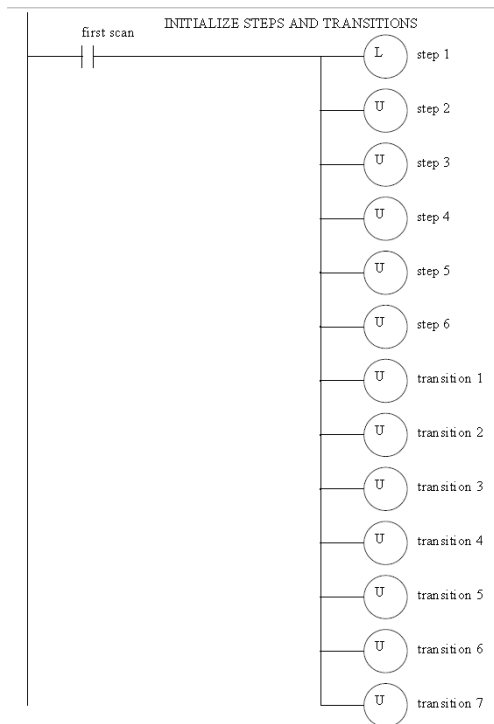 INITIALIZE STEPS AND TRANSITIONS
first scan
L step 1
U step 2
U step 3
U step 4
U step 5
U step 6
U transition 1
U transition 2
U transition 3
U transition 4
U transition 5
U transition 6
U transition 7